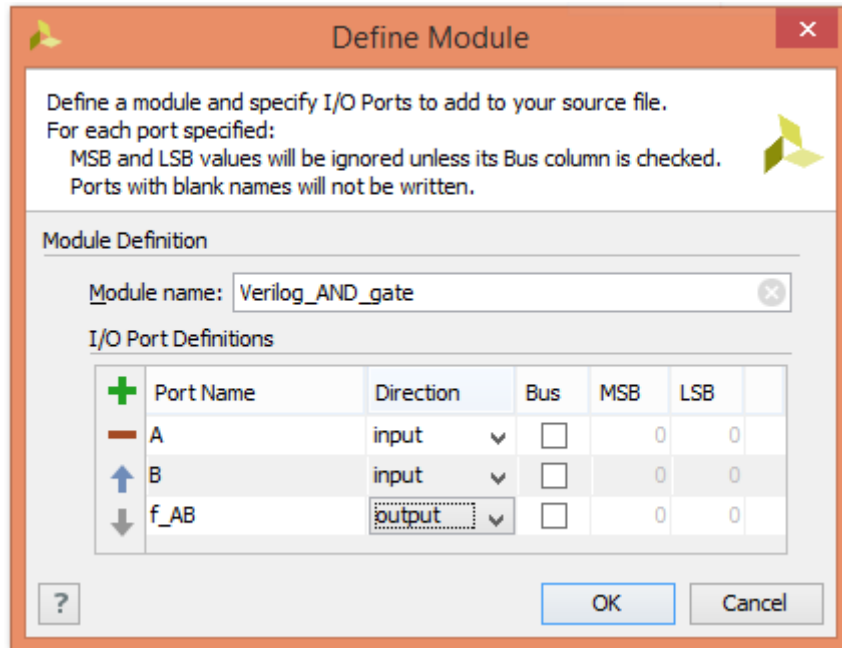 Define Module
Define a module and specify I/O Ports to add to your source file.
For each port specified:
MSB and LSB values will be ignored unless its Bus column is checked.
Ports with blank names will not be written.
Module Definition
Module name: Verilog_AND_gate
I/O Port Definitions
Port Name Direction Bus MSB LSB
A input 0 0
B input 0 0
f_AB output 0 0
? OK Cancel